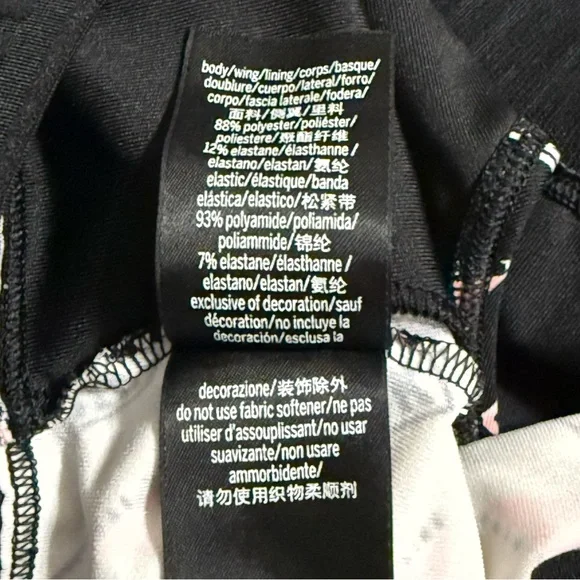 body/wing/lining/corps/basque/
doublure/cuerpo/lateral/forro/
corpo/fascia laterale/fodera/
面料/侧翼/里料
88% polyester/poliéster/
poliestere/聚酯纤维
12% elastane/élasthanne/
elastano/elastan/氨纶
elastic/élastique/banda
elástica/elastico/松紧带
93% polyamide/poliamida/
poliammide/锦纶
7% elastane/élasthanne/
elastano/elastan/氨纶
exclusive of decoration/sauf
décoration/no incluye la
decoración/esclusa la
decorazione/装饰除外
do not use fabric softener/ne pas
utiliser d'assouplissant/no usar
suavizante/non usare
ammorbidente/
请勿使用织物柔顺剂